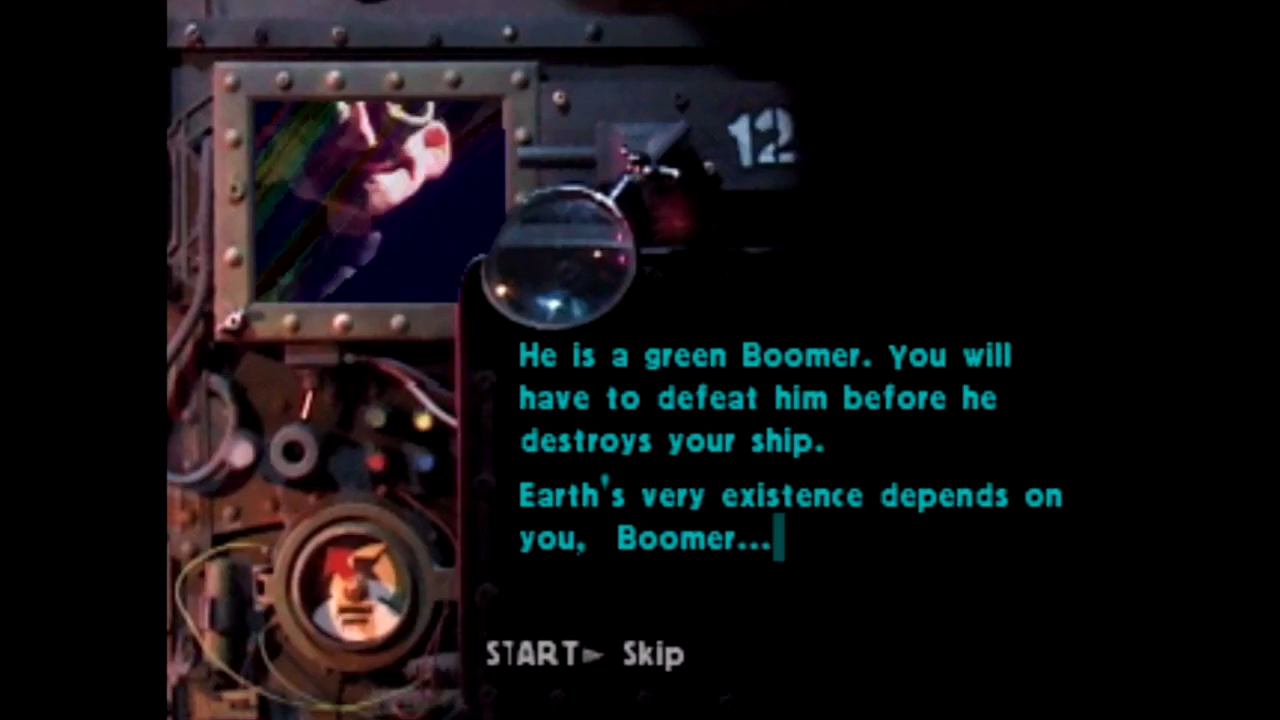 12
He is a green Boomer. You will
have to defeat him before he
destroys your ship.
Earth's very existence depends on
you, Boomer...
START► Skip